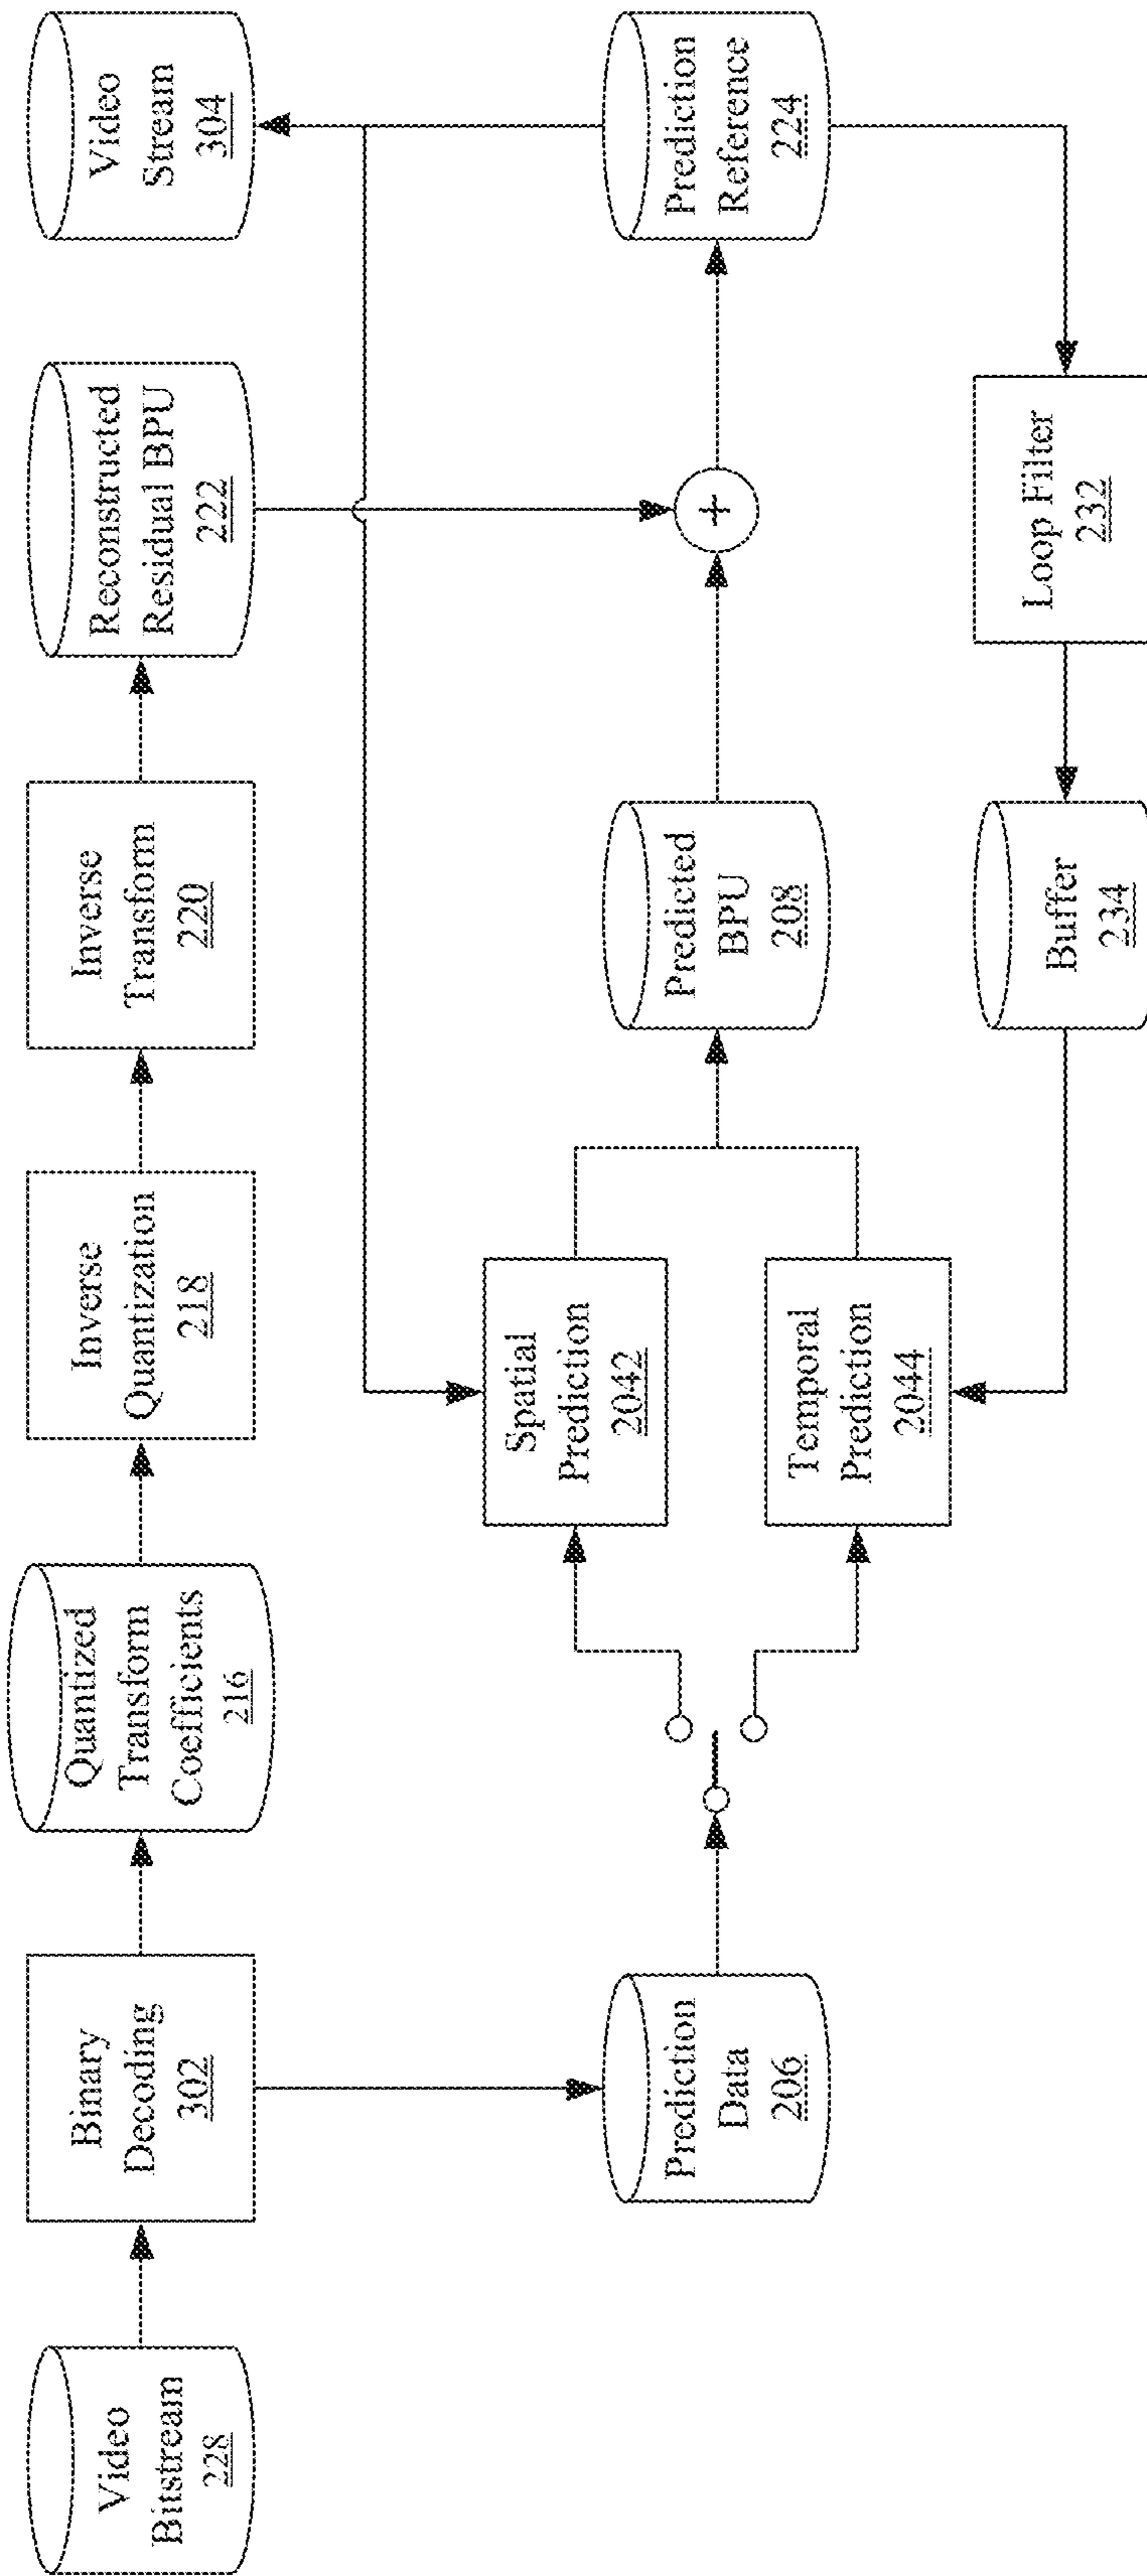 Video
Bitstream
228
Binary
Decoding
302
Quantized
Transform
Coefficients
216
Inverse
Quantization
218
Inverse
Transform
220
Reconstructed
Residual BPU
222
Video
Stream
304
Prediction
Data
206
Spatial
Prediction
2042
Temporal
Prediction
2044
Predicted
BPU
208
+
Prediction
Reference
224
Buffer
234
Loop Filter
232